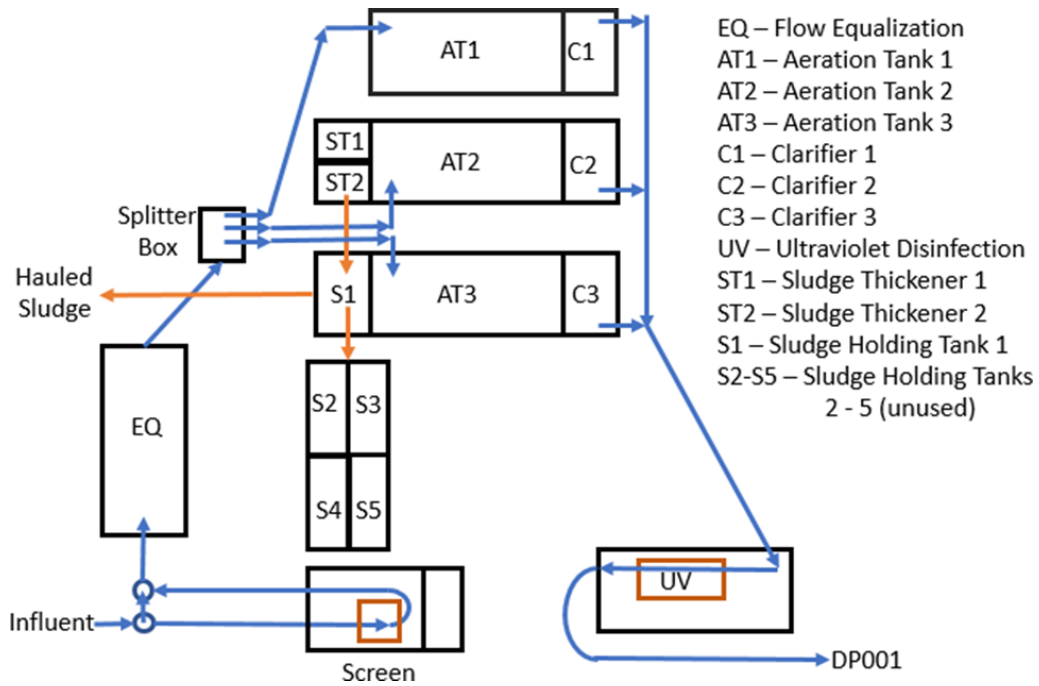 AT1
C1
ST1
ST2
AT2
C2
Splitter
Box
Hauled
Sludge
S1
AT3
C3
EQ
S2
S3
S4
S5
Influent
Screen
UV
DP001
EQ – Flow Equalization
AT1 – Aeration Tank 1
AT2 – Aeration Tank 2
AT3 – Aeration Tank 3
C1 – Clarifier 1
C2 – Clarifier 2
C3 – Clarifier 3
UV – Ultraviolet Disinfection
ST1 – Sludge Thickener 1
ST2 – Sludge Thickener 2
S1 – Sludge Holding Tank 1
S2-S5 – Sludge Holding Tanks
2 - 5 (unused)